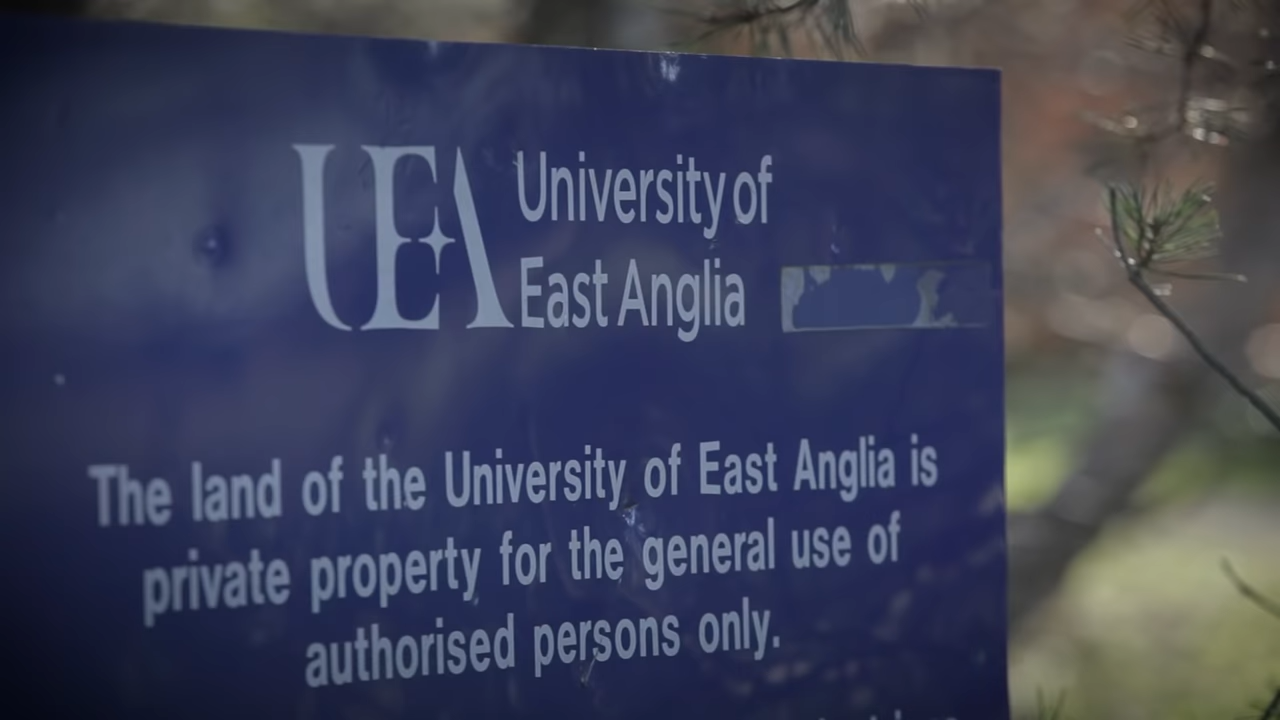 UEA University of
East Anglia
The land of the University of East Anglia is
private property for the general use of
authorised persons only.